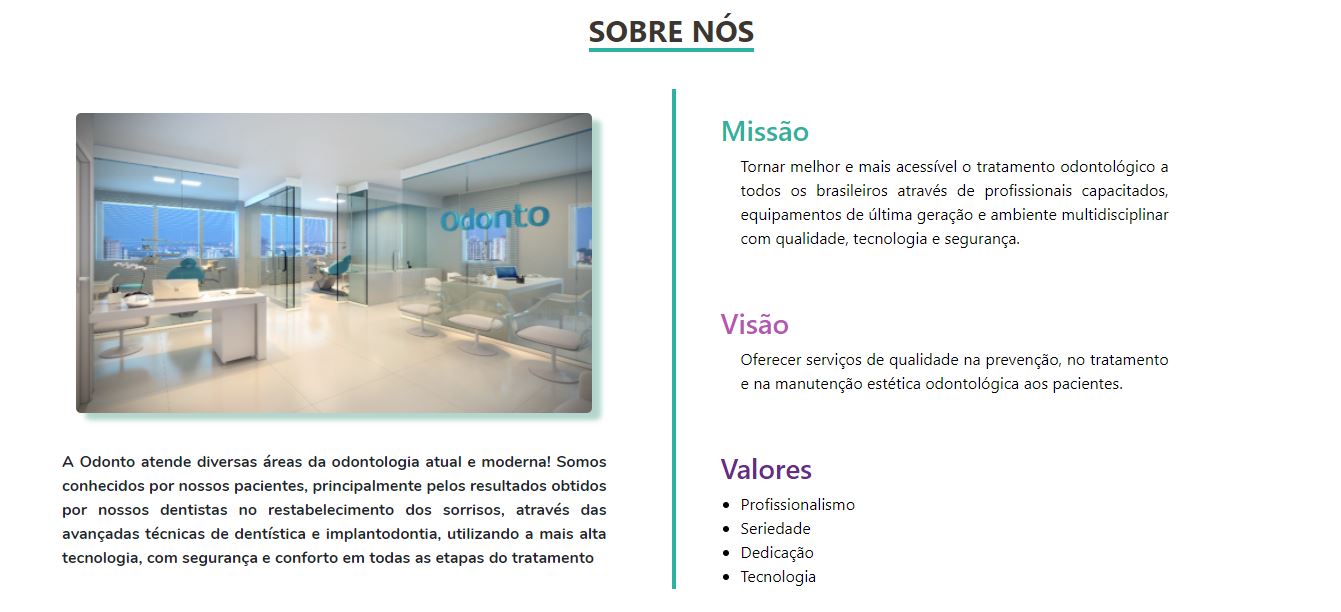 SOBRE NÓS
Odonto
A Odonto atende diversas áreas da odontologia atual e moderna! Somos
conhecidos por nossos pacientes, principalmente pelos resultados obtidos
por nossos dentistas no restabelecimento dos sorrisos, através das
avançadas técnicas de dentística e implantodontia, utilizando a mais alta
tecnologia, com segurança e conforto em todas as etapas do tratamento
Missão
Tornar melhor e mais acessível o tratamento odontológico a
todos os brasileiros através de profissionais capacitados,
equipamentos de última geração e ambiente multidisciplinar
com qualidade, tecnologia e segurança.
Visão
Oferecer serviços de qualidade na prevenção, no tratamento
e na manutenção estética odontológica aos pacientes.
Valores
• Profissionalismo
• Seriedade
• Dedicação
• Tecnologia